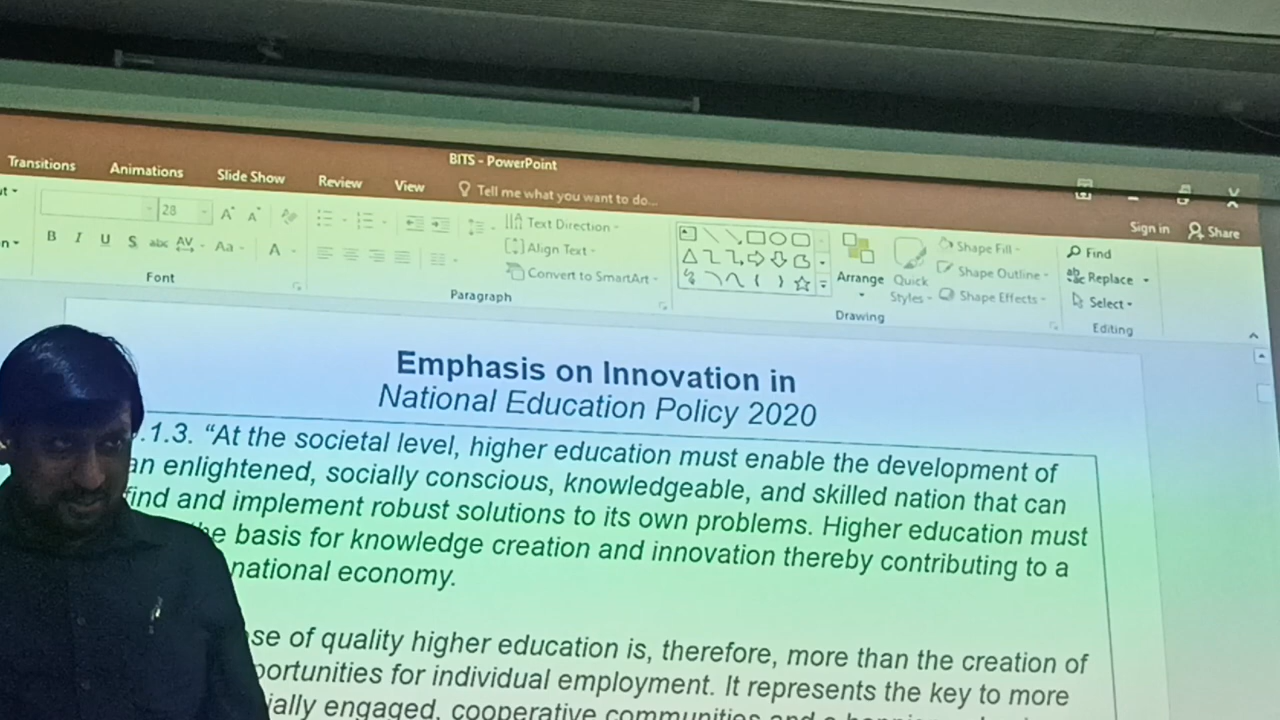 BITS - PowerPoint
Transitions Animations Slide Show Review View Tell me what you want to do...
Sign in Share
28 A A
B I U S abc AV Aa A
Font
Text Direction
Align Text
Convert to SmartArt
Paragraph
Arrange
Quick
Styles
Shape Fill
Shape Outline
Shape Effects
Drawing
Find
Replace
Select
Editing
Emphasis on Innovation in
National Education Policy 2020
.1.3. “At the societal level, higher education must enable the development of
an enlightened, socially conscious, knowledgeable, and skilled nation that can
find and implement robust solutions to its own problems. Higher education must
basis for knowledge creation and innovation thereby contributing to a
national economy.
of quality higher education is, therefore, more than the creation of
for individual employment. It represents the key to more
engaged, cooperative communities and a